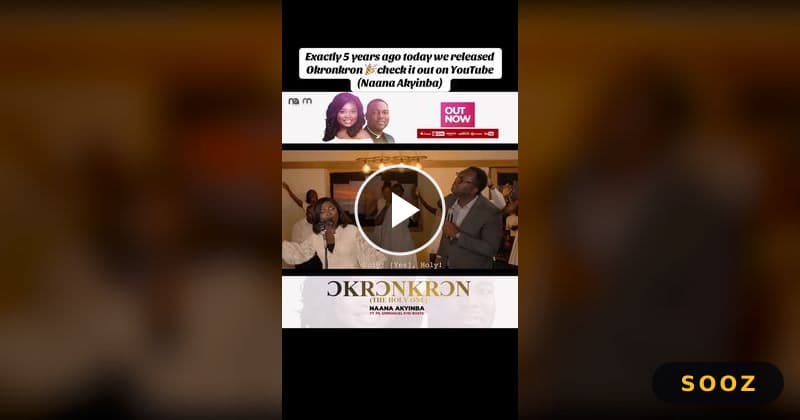 Exactly 5 years ago today we released
Okronkron 🎉 check it out on YouTube
(Naana Akyinba)
OUT
NOW
[Yes], Holy!
ƆKRƆNKRƆN
(THE HOLY ONE)
NAANA AKYINBA
SOOZ